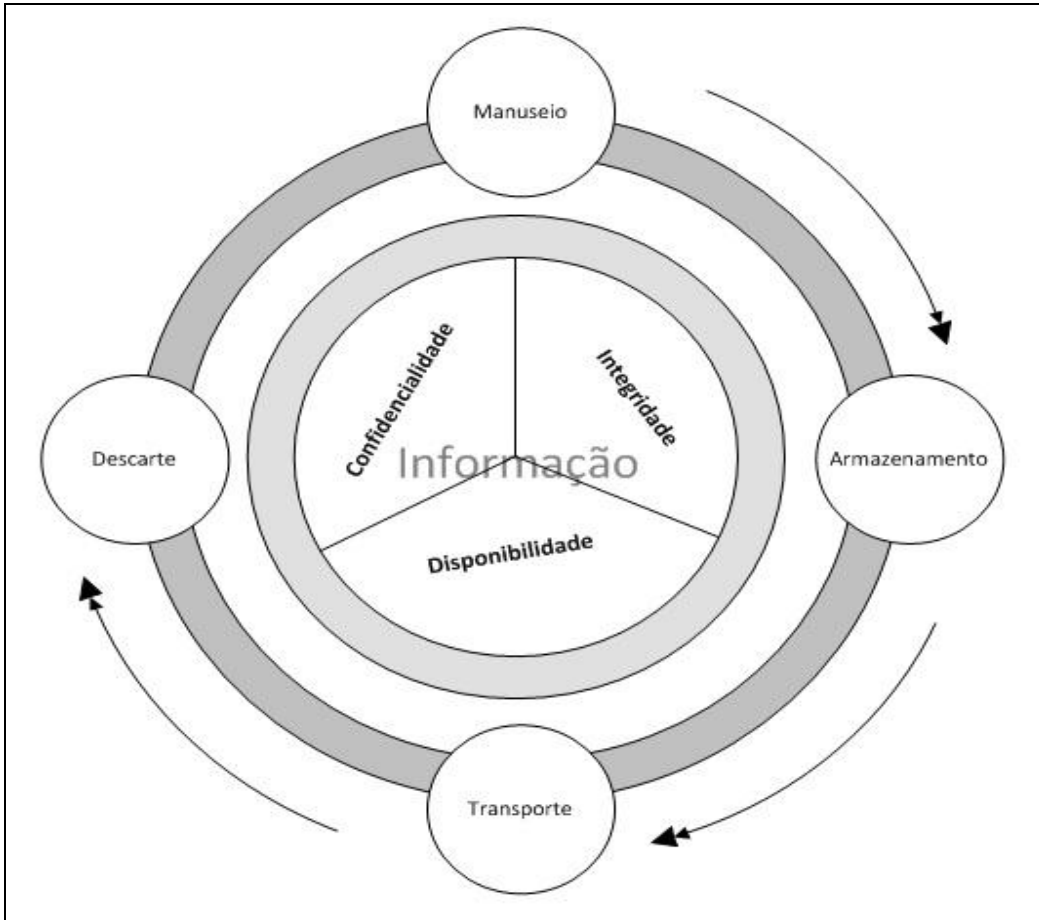 Manuseio
Confidencialidade
Integridade
Informação
Descarte
Armazenamento
Disponibilidade
Transporte